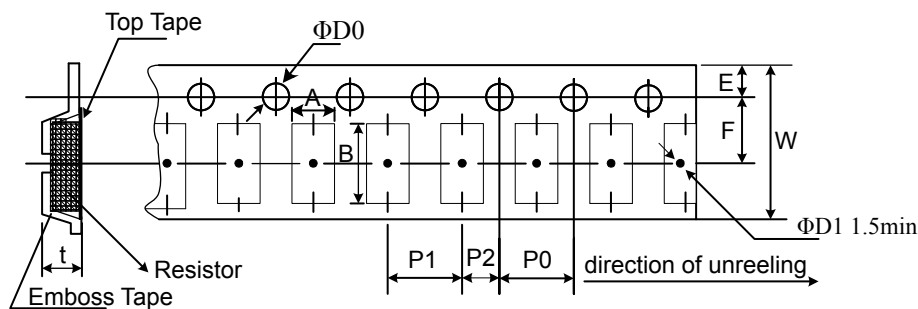 Top Tape
ΦD0
A
E
F
W
B
ΦD1 1.5min
t
Resistor
Emboss Tape
P1
P2
P0
direction of unreeling